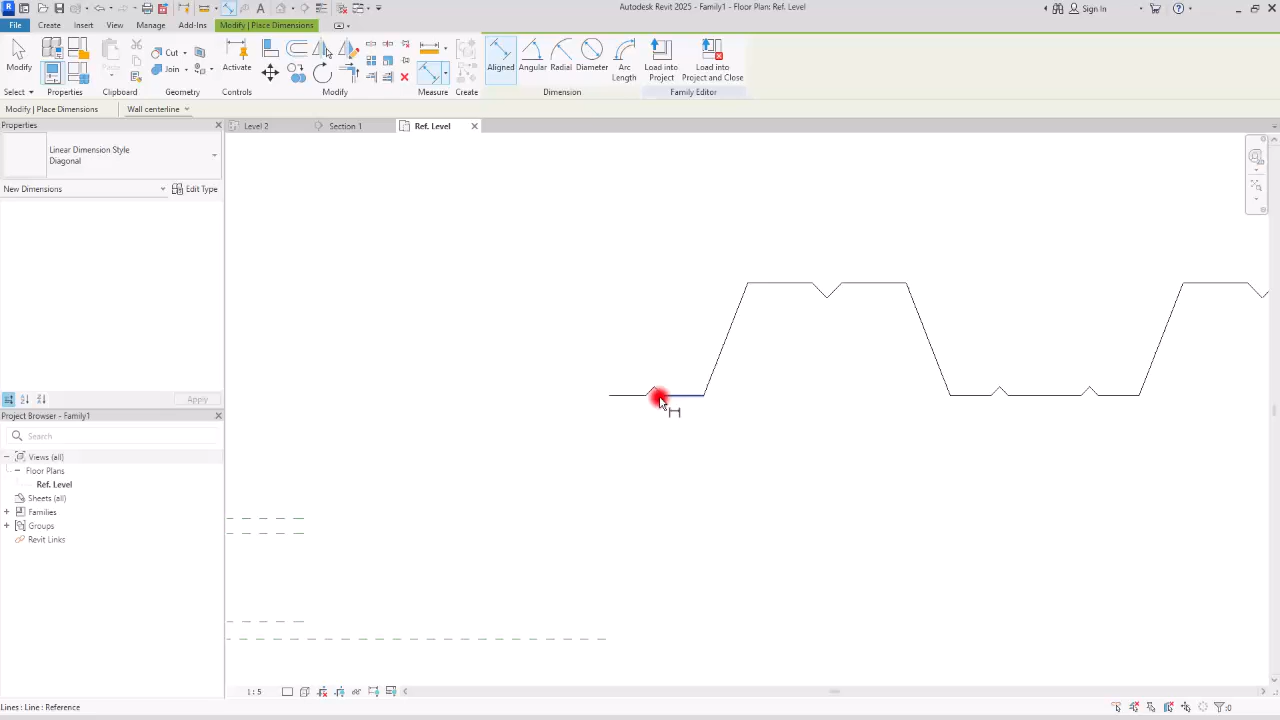 Autodesk Revit 2025 - Family1 - Floor Plan: Ref. Level
Sign In
File Create Insert View Manage Add-Ins Modify | Place Dimensions
Modify Paste Cut Join Activate Aligned Angular Radial Diameter Arc Length Load into Project Load into Project and Close
Select Properties Clipboard Geometry Controls Modify Measure Create Dimension Family Editor
Modify | Place Dimensions Wall centerline
Properties
Level 2 Section 1 Ref. Level
Linear Dimension Style
Diagonal
New Dimensions Edit Type
Apply
Project Browser - Family1
Search
Views (all)
Floor Plans
Ref. Level
Sheets (all)
Families
Groups
Revit Links
1:5
Lines : Line : Reference
:0